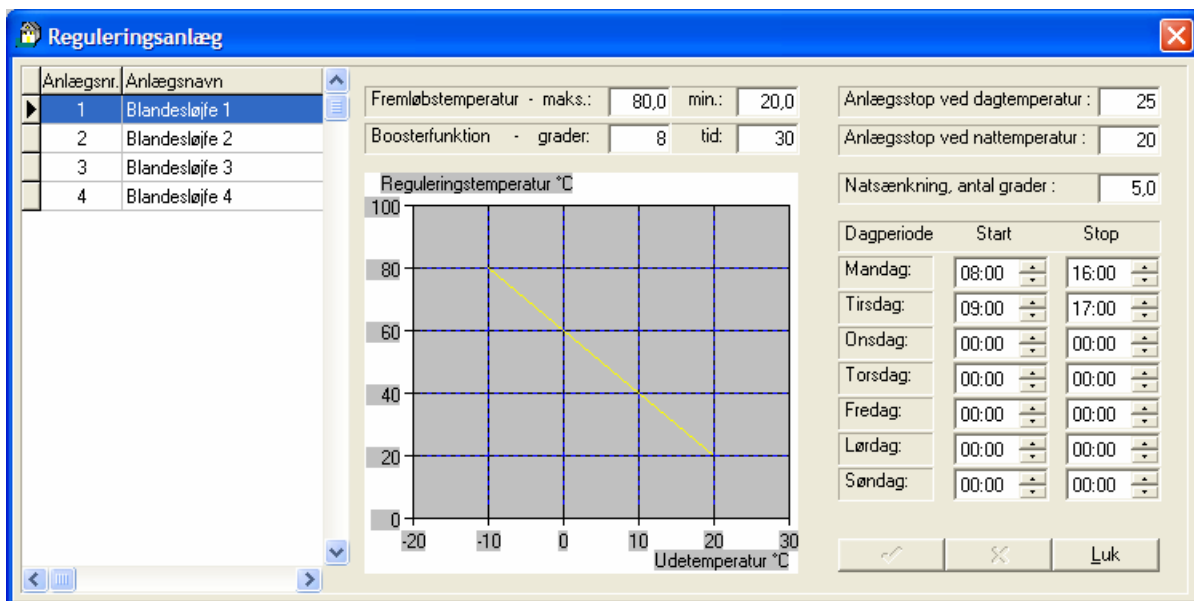 Reguleringsanlæg
Anlægsnr. Anlægsnavn
1 Blandesløjfe 1
2 Blandesløjfe 2
3 Blandesløjfe 3
4 Blandesløjfe 4
Fremløbstemperatur - maks.: 80,0 min.: 20,0
Boosterfunktion - grader: 8 tid: 30
Reguleringstemperatur °C
100
80
60
40
20
0
-20 -10 0 10 20 30
Udetemperatur °C
Anlægsstop ved dagtemperatur : 25
Anlægsstop ved nattemperatur : 20
Natsænkning, antal grader : 5,0
Dagperiode Start Stop
Mandag: 08:00 16:00
Tirsdag: 09:00 17:00
Onsdag: 00:00 00:00
Torsdag: 00:00 00:00
Fredag: 00:00 00:00
Lørdag: 00:00 00:00
Søndag: 00:00 00:00
Luk